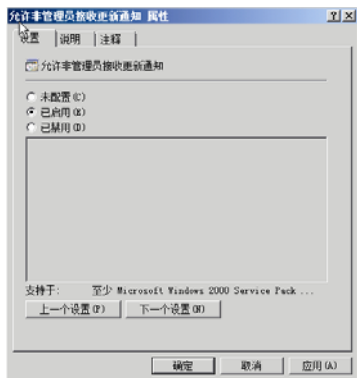 允许非管理员接收更新通知 属性
设置 说明 注释
允许非管理员接收更新通知
未配置(C)
已启用(E)
已禁用(D)
支持于: 至少 Microsoft Windows 2000 Service Pack ...
上一个设置(P) 下一个设置(N)
确定 取消 应用(A)